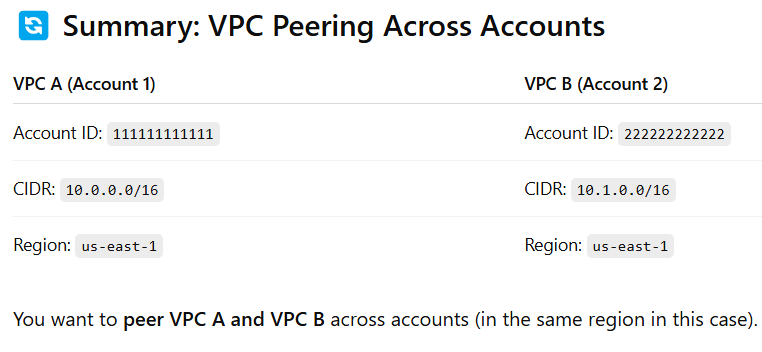 Summary: VPC Peering Across Accounts
VPC A (Account 1) VPC B (Account 2)
Account ID: 111111111111 Account ID: 222222222222
CIDR: 10.0.0.0/16 CIDR: 10.1.0.0/16
Region: us-east-1 Region: us-east-1
You want to peer VPC A and VPC B across accounts (in the same region in this case).